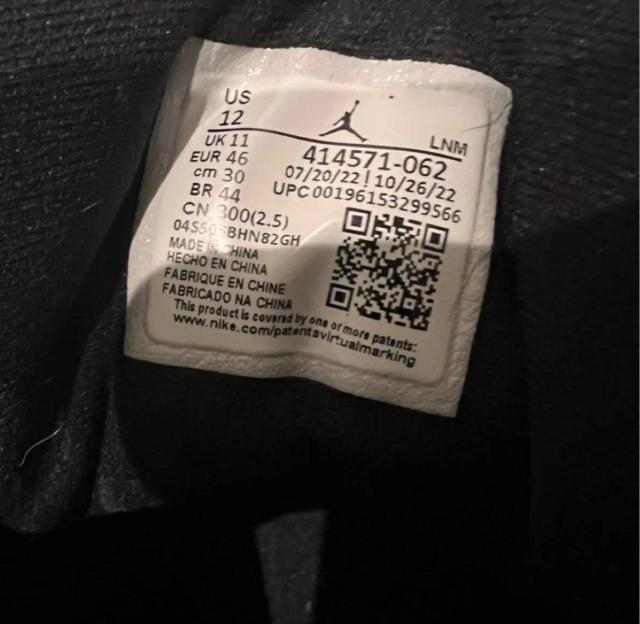 US
12
LNM
UK 11
EUR 46
cm 30
BR 44
CN 300(2.5)
414571-062
07/20/22 | 10/26/22
UPC 00196153299566
MADE IN CHINA
HECHO EN CHINA
FABRIQUE EN CHINE
FABRICADO NA CHINA
This product is covered by one or more patents:
www.nike.com/patentsvirtualmarking